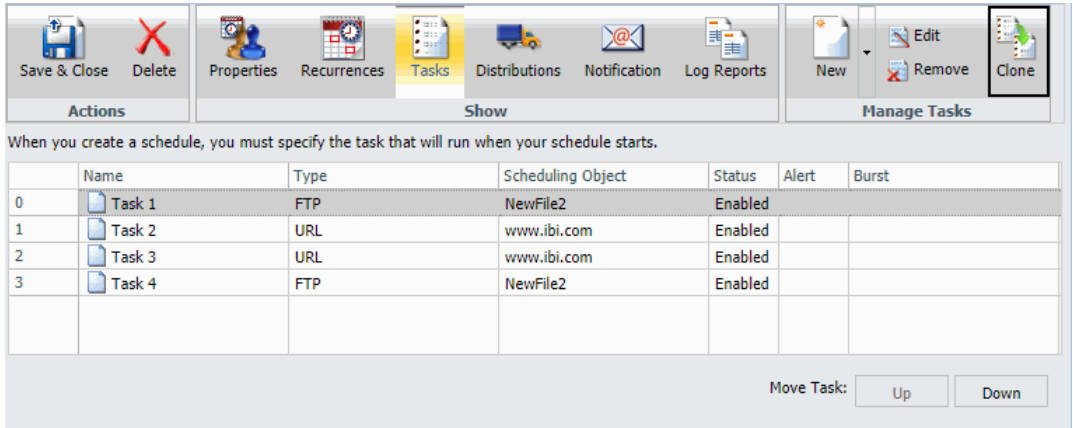 Save & Close Delete Properties Recurrences Tasks Distributions Notification Log Reports New Edit Remove Clone
Actions Show Manage Tasks
When you create a schedule, you must specify the task that will run when your schedule starts.
Name Type Scheduling Object Status Alert Burst
0 Task 1 FTP NewFile2 Enabled
1 Task 2 URL www.ibi.com Enabled
2 Task 3 URL www.ibi.com Enabled
3 Task 4 FTP NewFile2 Enabled
Move Task: Up Down